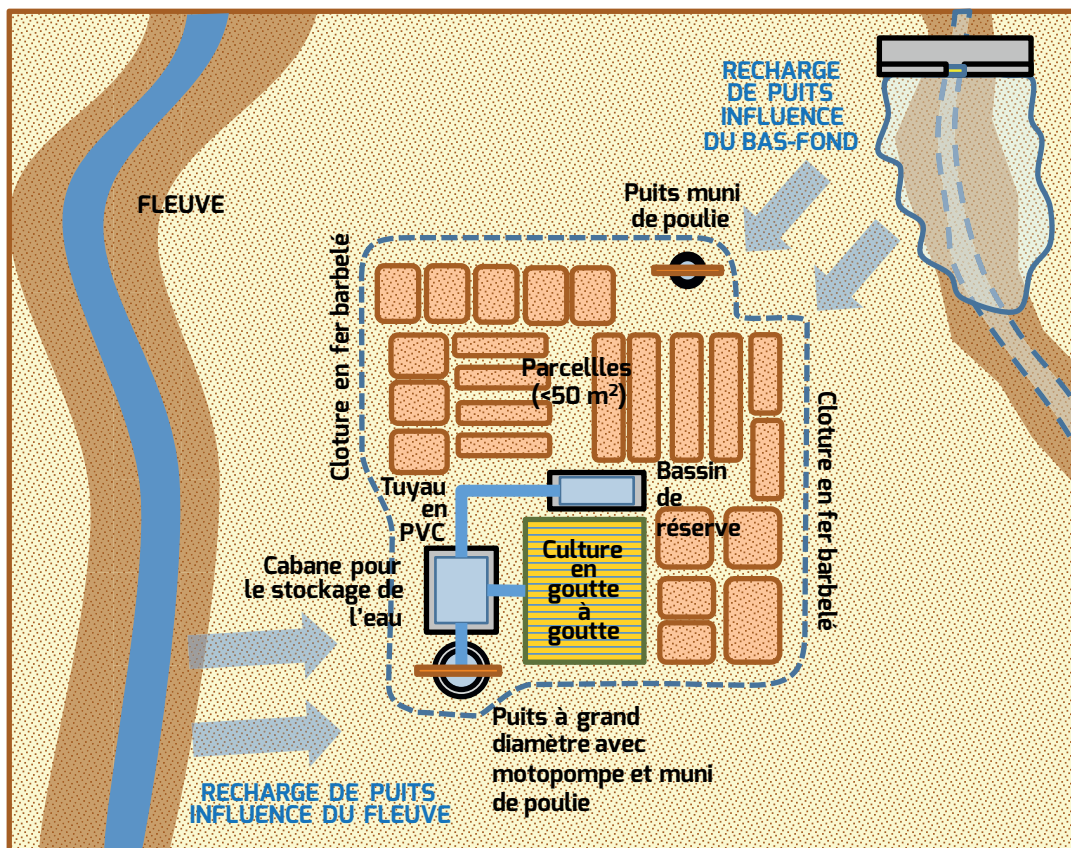 RECHARGE
DE PUITS
INFLUENCE
DU BAS-FOND
FLEUVE
Puits muni
de poulie
Cloture en fer barbelé
Parcellles
(<50 m²)
Cloture en fer barbelé
Tuyau
en
PVC
Bassin
de
réserve
Cabane pour
le stockage de
l'eau
Culture
en
goutte
à
goutte
Puits à grand
diamètre avec
motopompe et muni
de poulie
RECHARGE DE PUITS
INFLUENCE DU FLEUVE